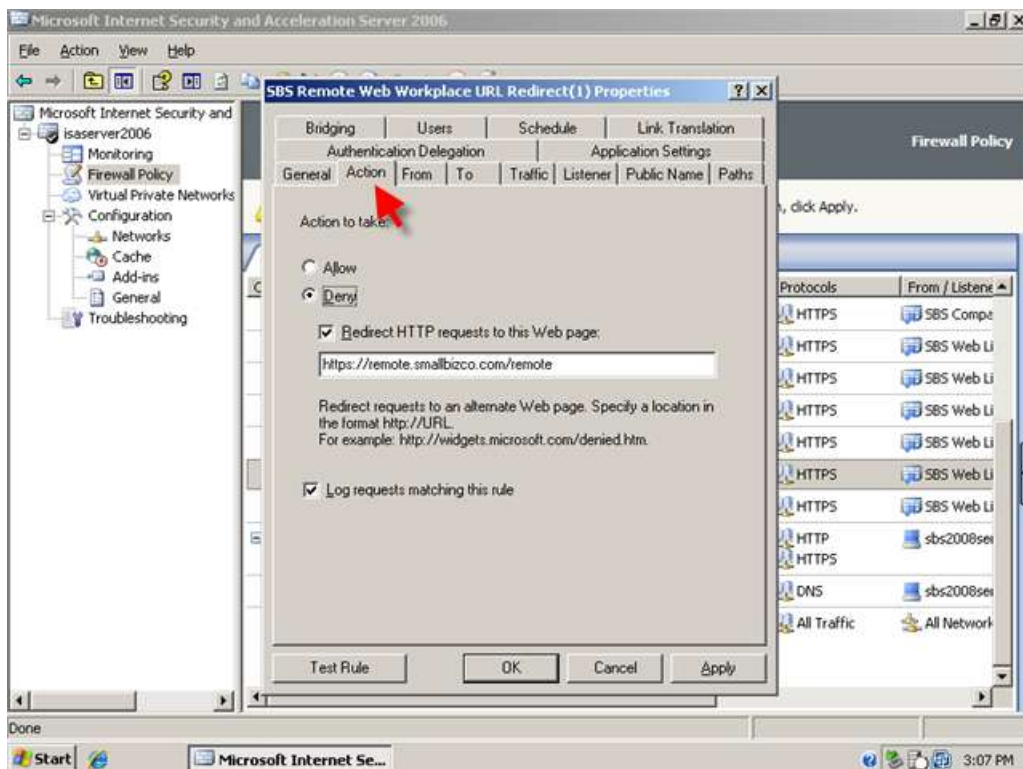 Microsoft Internet Security and Acceleration Server 2006
File Action View Help
Microsoft Internet Security and
isaserver2006
Monitoring
Firewall Policy
Virtual Private Networks
Configuration
Networks
Cache
Add-ins
General
Troubleshooting
SBS Remote Web Workplace URL Redirect(1) Properties
Bridging Users Schedule Link Translation
Authentication Delegation Application Settings
General Action From To Traffic Listener Public Name Paths
Action to take:
Allow
Deny
Redirect HTTP requests to this Web page:
https://remote.smallbizco.com/remote
Redirect requests to an alternate Web page. Specify a location in
the format http://URL.
For example: http://widgets.microsoft.com/denied.htm.
Log requests matching this rule
Test Rule OK Cancel Apply
Firewall Policy
, click Apply.
Protocols From / Listene
HTTPS SBS Compa
HTTPS SBS Web Li
HTTPS SBS Web Li
HTTPS SBS Web Li
HTTPS SBS Web Li
HTTPS SBS Web Li
HTTPS SBS Web Li
HTTP sbs2008se
HTTPS
DNS sbs2008se
All Traffic All Network
Done
Start Microsoft Internet Se... 3:07 PM